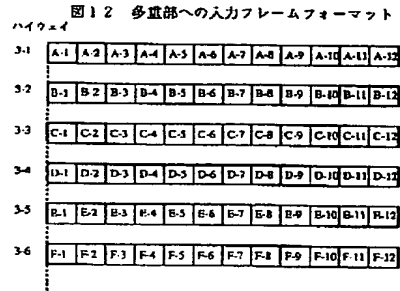 図12 多重部への入力フレームフォーマット
ハイウェイ
3-1 A-1 A-2 A-3 A-4 A-5 A-6 A-7 A-8 A-9 A-10 A-11 A-12
3-2 B-1 B-2 B-3 B-4 B-5 B-6 B-7 B-8 B-9 B-10 B-11 B-12
3-3 C-1 C-2 C-3 C-4 C-5 C-6 C-7 C-8 C-9 C-10 C-11 C-12
3-4 D-1 D-2 D-3 D-4 D-5 D-6 D-7 D-8 D-9 D-10 D-11 D-12
3-5 E-1 E-2 E-3 E-4 E-5 E-6 E-7 E-8 E-9 E-10 E-11 E-12
3-6 F-1 F-2 F-3 F-4 F-5 F-6 F-7 F-8 F-9 F-10 F-11 F-12